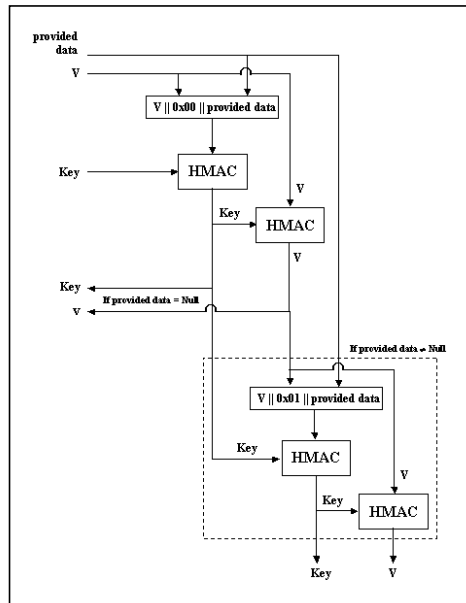 provided
data
V
V || 0x00 || provided data
Key
HMAC
V
Key
HMAC
V
Key
If provided data = Null
V
If provided data ≠ Null
V || 0x01 || provided data
Key
HMAC
V
Key
HMAC
Key
V